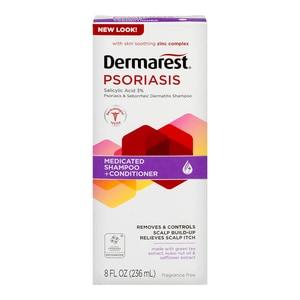 NEW LOOK!
with skin soothing zinc complex
Dermarest®
PSORIASIS
Salicylic Acid 3%
Psoriasis & Seborrheic Dermatitis Shampoo
MEDICATED
SHAMPOO
+CONDITIONER
REMOVES & CONTROLS
SCALP BUILD-UP
RELIEVES SCALP ITCH
made with green tea
extract, kukui nut oil &
safflower extract
8 FL OZ (236 mL)
fragrance free